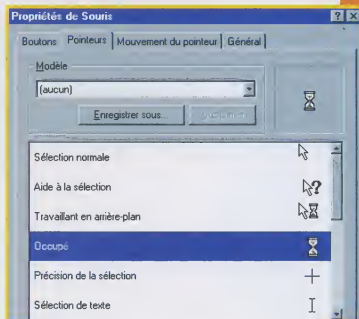 Propriétés de Souris
Boutons Pointeurs Mouvement du pointeur Général
Modèle
(aucun)
Enregistrer sous...
Sélection normale
Aide à la sélection
Travaillant en arrière-plan
Occupé
Précision de la sélection
Sélection de texte